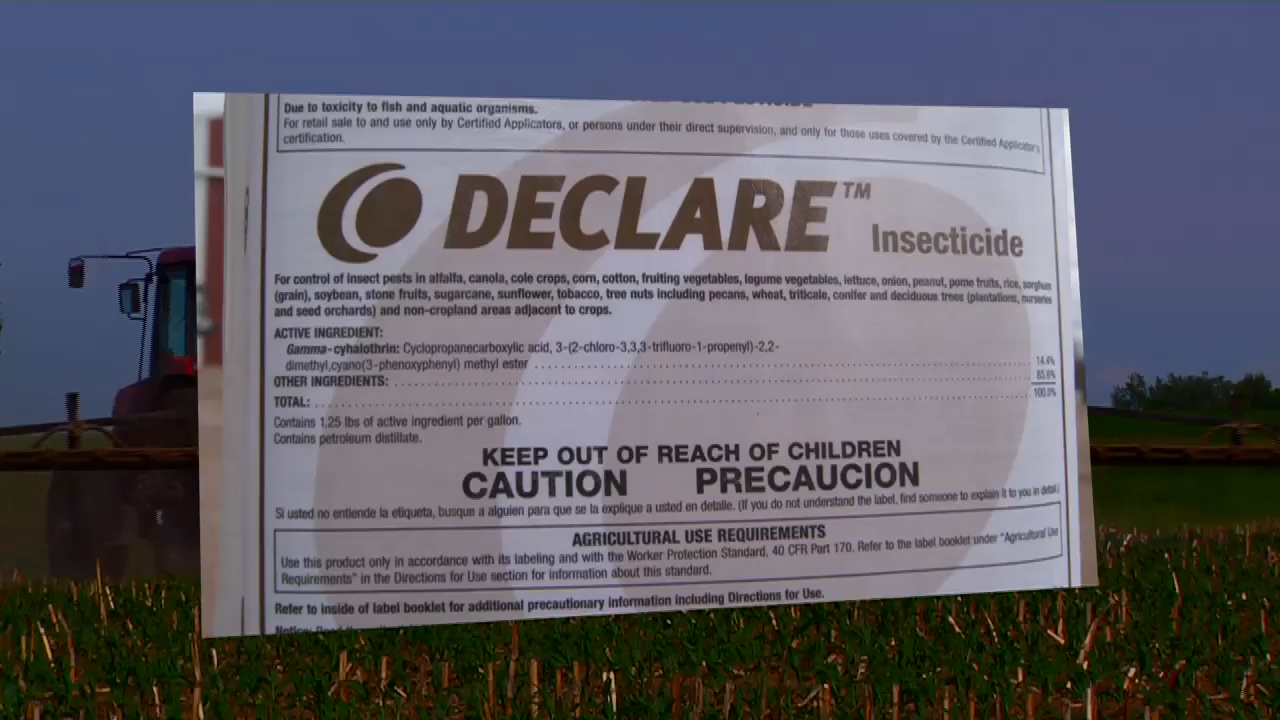 Due to toxicity to fish and aquatic organisms.
For retail sale to and use only by Certified Applicators, or persons under their direct supervision, and only for those uses covered by the Certified Applicators
certification.
DECLARE™ Insecticide
For control of insect pests in alfalfa, canola, cole crops, corn, cotton, fruiting vegetables, legume vegetables, lettuce, onion, peanut, pome fruits, rice, sorghum
(grain), soybean, stone fruits, sugarcane, sunflower, tobacco, tree nuts including pecans, wheat, triticale, conifer and deciduous trees (plantations, nurseries
and seed orchards) and non-cropland areas adjacent to crops.
ACTIVE INGREDIENT:
Gamma-cyhalothrin: Cyclopropanecarboxylic acid, 3-(2-chloro-3,3,3-trifluoro-1-propenyl)-2,2-
dimethyl,cyano(3-phenoxyphenyl) methyl ester 14.4%
OTHER INGREDIENTS: 85.6%
TOTAL: 100.0%
Contains 1.25 lbs of active ingredient per gallon.
Contains petroleum distillate.
KEEP OUT OF REACH OF CHILDREN
CAUTION PRECAUCION
Si usted no entiende la etiqueta, busque a alguien para que se la explique a usted en detalle. (If you do not understand the label, find someone to explain it to you in detail.)
AGRICULTURAL USE REQUIREMENTS
Use this product only in accordance with its labeling and with the Worker Protection Standard, 40 CFR Part 170. Refer to the label booklet under "Agricultural Use
Requirements" in the Directions for Use section for information about this standard.
Refer to inside of label booklet for additional precautionary information including Directions for Use.
Notice: